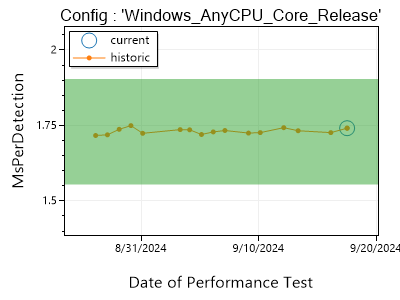 Config : 'Windows_AnyCPU_Core_Release'
current
historic
2
1.75
1.5
MsPerDetection
8/31/2024
9/10/2024
9/20/2024
Date of Performance Test